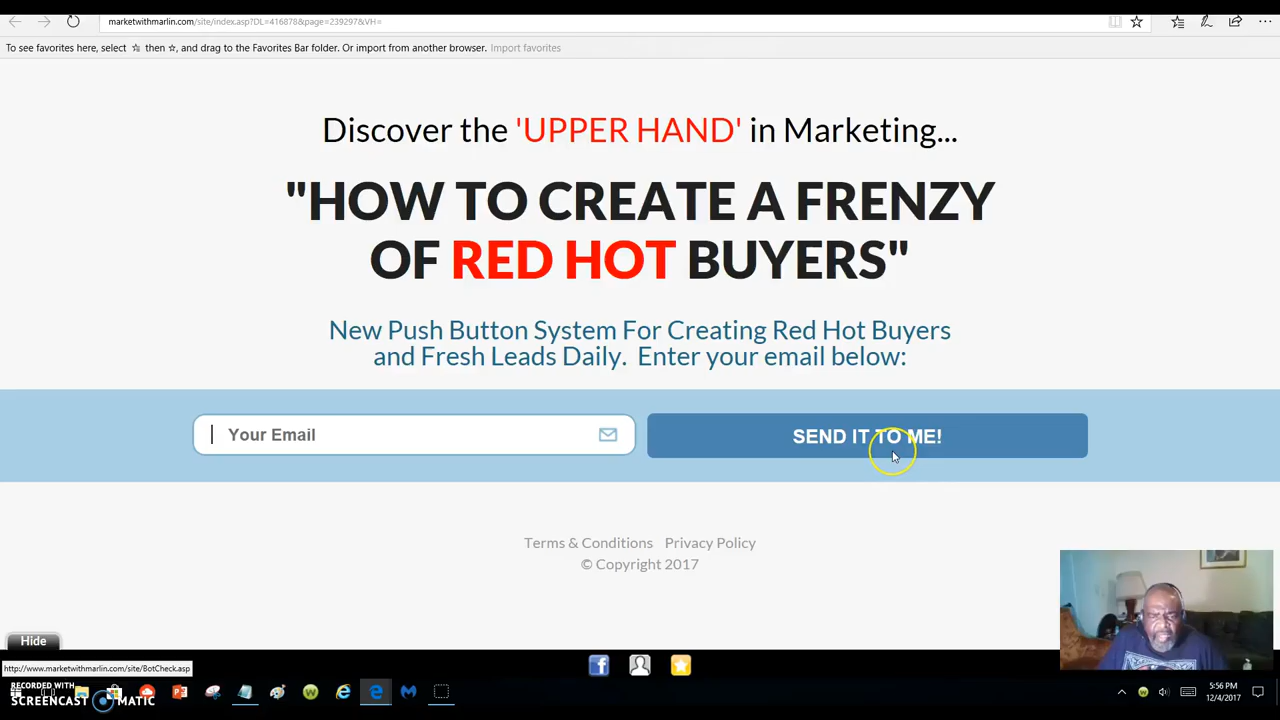 marketwithmarlin.com/site/index.asp?DL=416878&page=239297&VH=
To see favorites here, select ☆ then ☆, and drag to the Favorites Bar folder. Or import from another browser. Import favorites
Discover the 'UPPER HAND' in Marketing...
"HOW TO CREATE A FRENZY
OF RED HOT BUYERS"
New Push Button System For Creating Red Hot Buyers
and Fresh Leads Daily. Enter your email below:
Your Email
SEND IT TO ME!
Terms & Conditions Privacy Policy
© Copyright 2017
Hide
http://www.marketwithmarlin.com/site/BotCheck.asp
RECORDED WITH
SCREENCAST MATIC
5:56 PM
12/4/2017